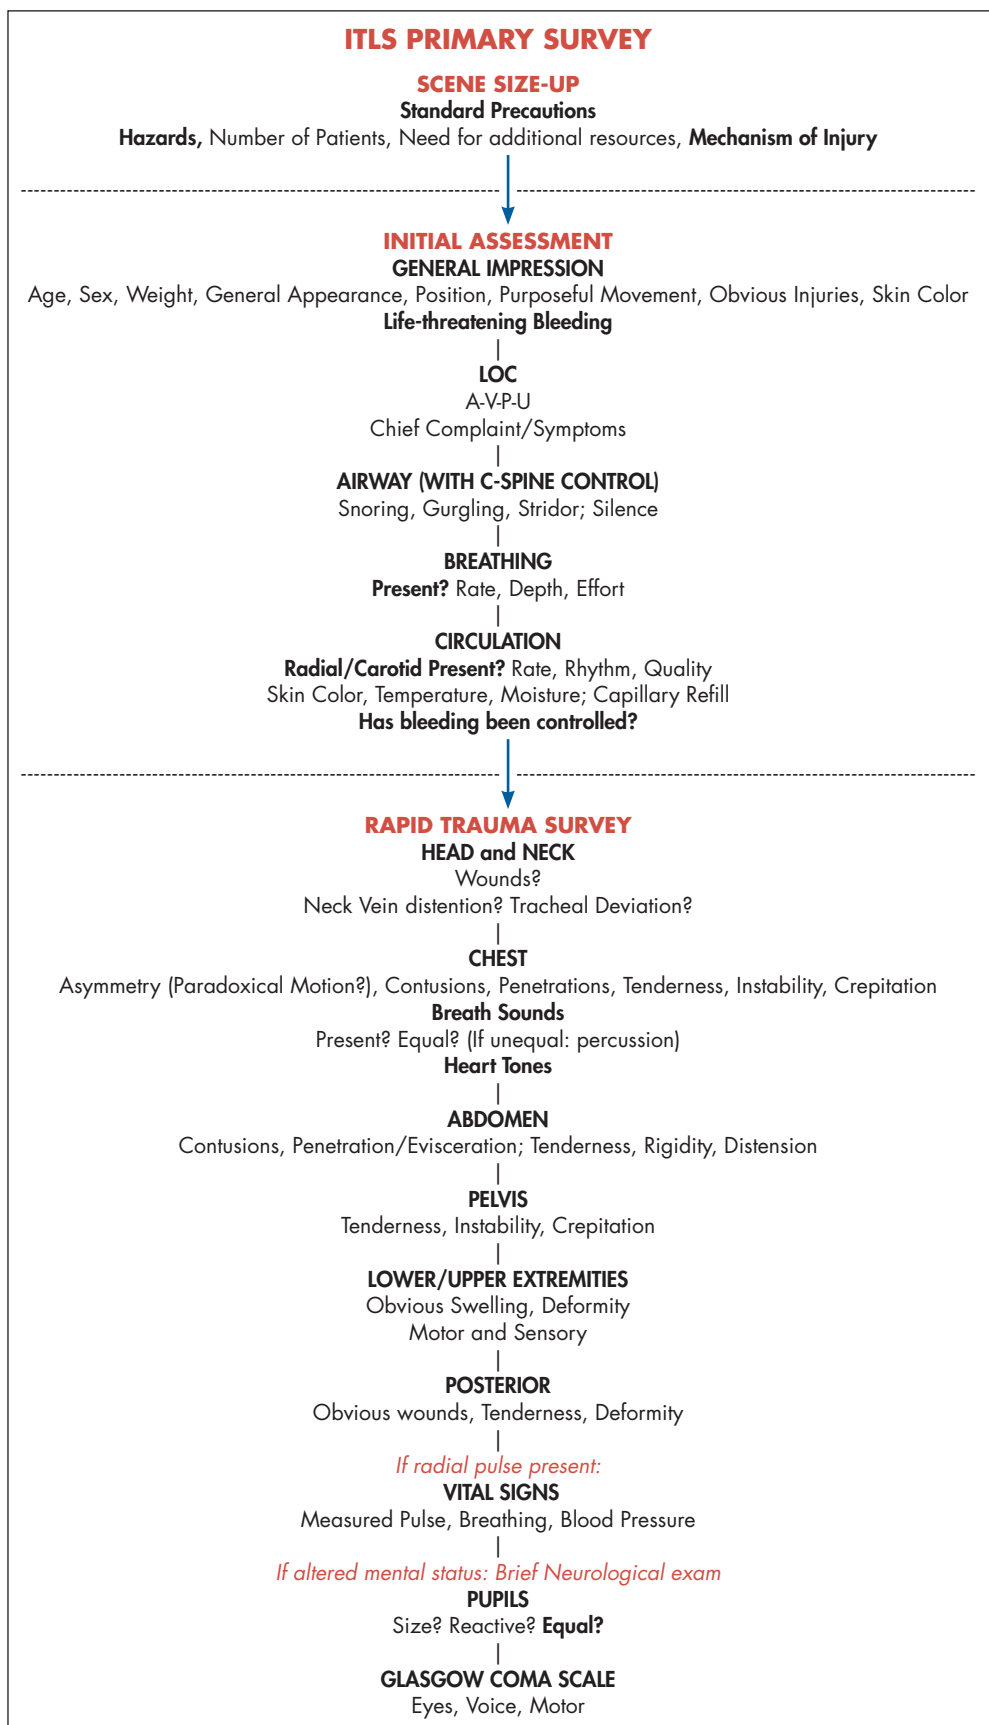 ITLS PRIMARY SURVEY
SCENE SIZE-UP
Standard Precautions
Hazards, Number of Patients, Need for additional resources, Mechanism of Injury
INITIAL ASSESSMENT
GENERAL IMPRESSION
Age, Sex, Weight, General Appearance, Position, Purposeful Movement, Obvious Injuries, Skin Color
Life-threatening Bleeding
LOC
A-V-P-U
Chief Complaint/Symptoms
AIRWAY (WITH C-SPINE CONTROL)
Snoring, Gurgling, Stridor; Silence
BREATHING
Present? Rate, Depth, Effort
CIRCULATION
Radial/Carotid Present? Rate, Rhythm, Quality
Skin Color, Temperature, Moisture; Capillary Refill
Has bleeding been controlled?
RAPID TRAUMA SURVEY
HEAD and NECK
Wounds?
Neck Vein distention? Tracheal Deviation?
CHEST
Asymmetry (Paradoxical Motion?), Contusions, Penetrations, Tenderness, Instability, Crepitation
Breath Sounds
Present? Equal? (If unequal: percussion)
Heart Tones
ABDOMEN
Contusions, Penetration/Evisceration; Tenderness, Rigidity, Distension
PELVIS
Tenderness, Instability, Crepitation
LOWER/UPPER EXTREMITIES
Obvious Swelling, Deformity
Motor and Sensory
POSTERIOR
Obvious wounds, Tenderness, Deformity
If radial pulse present:
VITAL SIGNS
Measured Pulse, Breathing, Blood Pressure
If altered mental status: Brief Neurological exam
PUPILS
Size? Reactive? Equal?
GLASGOW COMA SCALE
Eyes, Voice, Motor